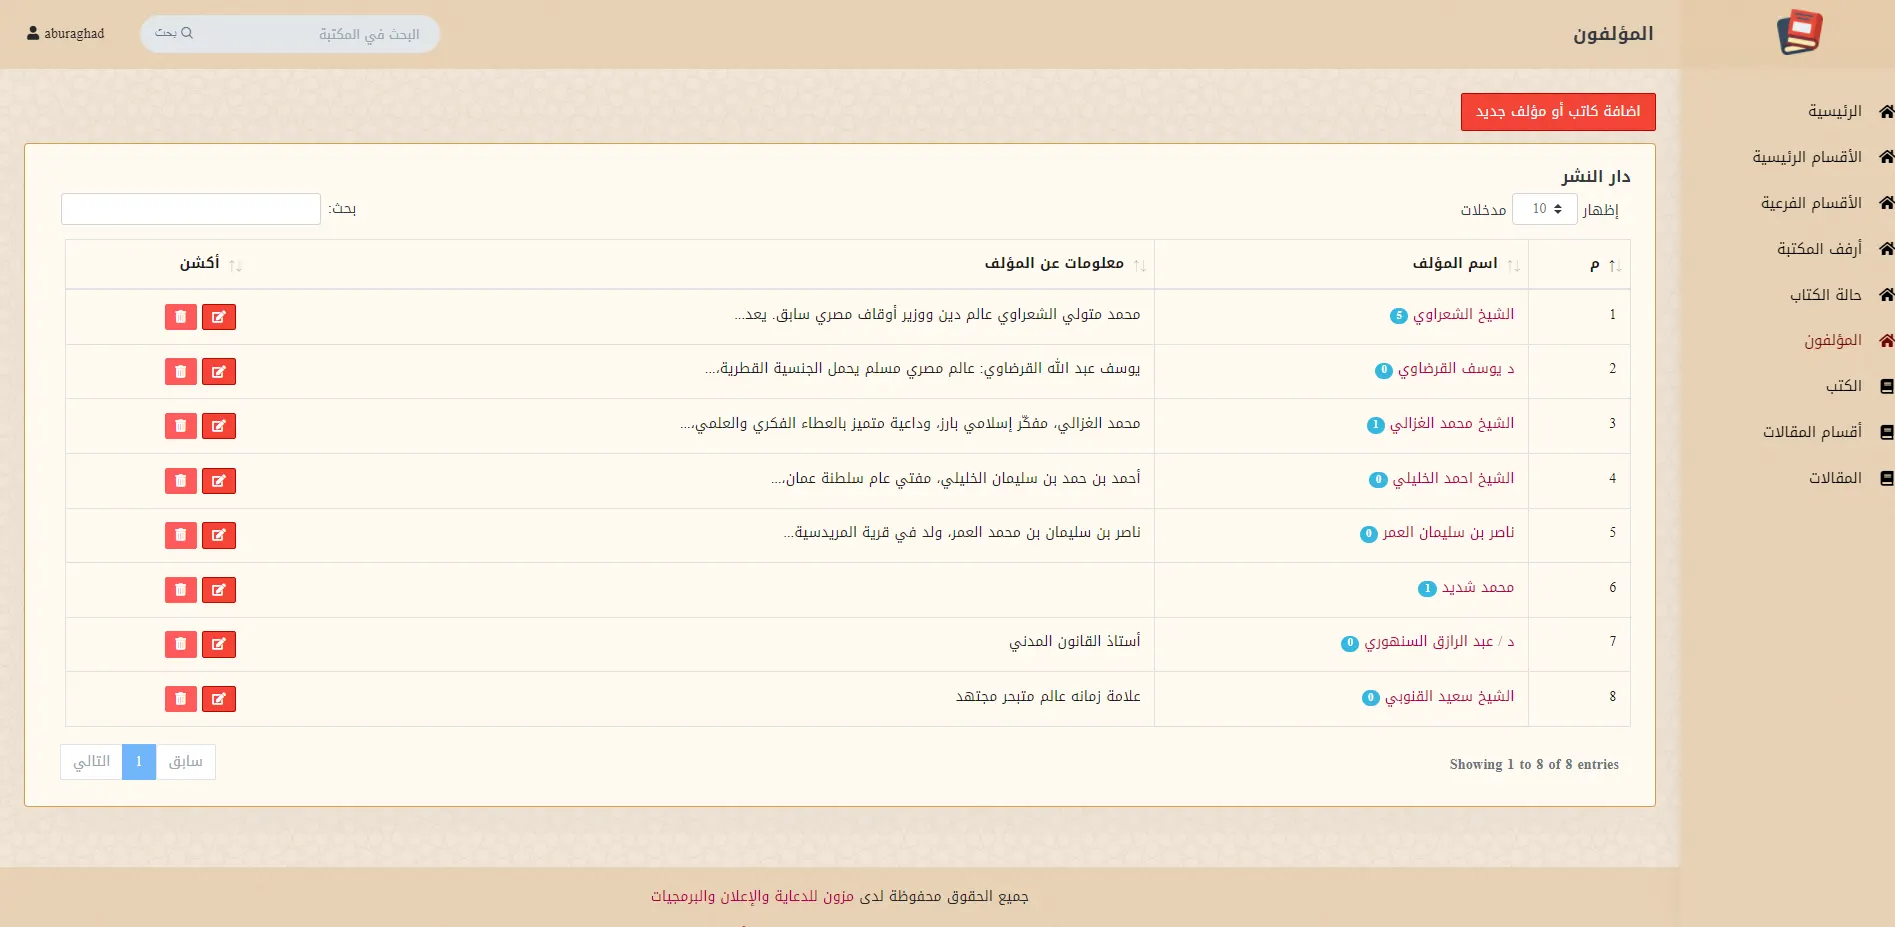 المؤلفون
البحث في المكتبة
بحث
aburaghad
الرئيسية
الأقسام الرئيسية
الأقسام الفرعية
أرفف المكتبة
حالة الكتاب
المؤلفون
الكتب
أقسام المقالات
المقالات
اضافة كاتب أو مؤلف جديد
دار النشر
إظهار 10 مدخلات
بحث:
م اسم المؤلف معلومات عن المؤلف أكشن
1 الشيخ الشعراوي 5 محمد متولي الشعراوي عالم دين ووزير أوقاف مصري سابق. يعد...
2 د يوسف القرضاوي 0 يوسف عبد الله القرضاوي: عالم مصري مسلم يحمل الجنسية القطرية،...
3 الشيخ محمد الغزالي 1 محمد الغزالي، مفكّر إسلامي بارز، وداعية متميز بالعطاء الفكري والعلمي،...
4 الشيخ احمد الخليلي 0 أحمد بن حمد بن سليمان الخليلي، مفتي عام سلطنة عمان،...
5 ناصر بن سليمان العمر 0 ناصر بن سليمان بن محمد العمر، ولد في قرية المريدسية...
6 محمد شديد 1
7 د / عبد الرازق السنهوري 0 أستاذ القانون المدني
8 الشيخ سعيد القنوبي 0 علامة زمانه عالم متبحر مجتهد
Showing 1 to 8 of 8 entries
سابق 1 التالي
جميع الحقوق محفوظة لدى مزون للدعاية والإعلان والبرمجيات